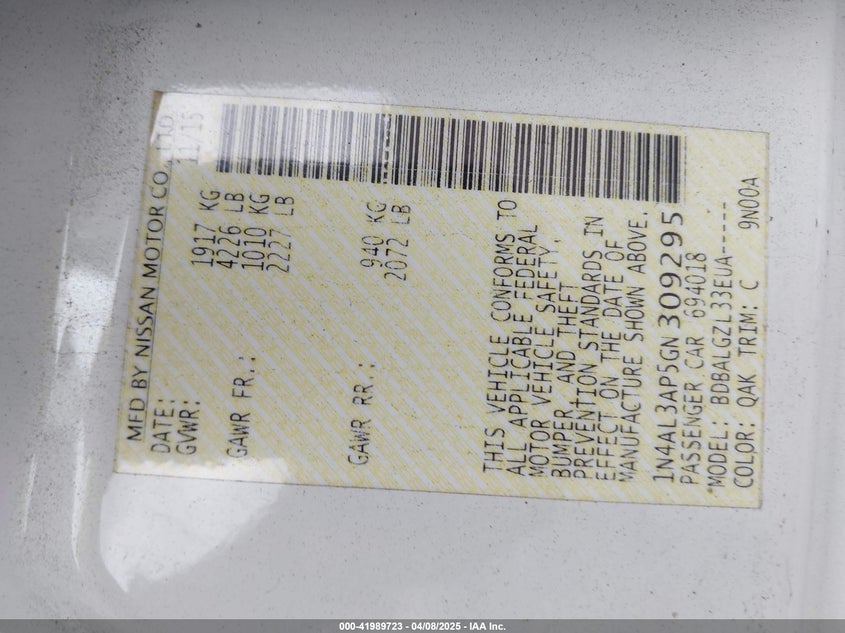 MFD BY NISSAN MOTOR CO., LTD
DATE: 11/15
GVWR: 1917 KG
4226 LB
GAWR FR.: 1010 KG
2227 LB
GAWR RR.: 940 KG
2072 LB
THIS VEHICLE CONFORMS TO
ALL APPLICABLE FEDERAL
MOTOR VEHICLE SAFETY,
BUMPER AND THEFT
PREVENTION STANDARDS IN
EFFECT ON THE DATE OF
MANUFACTURE SHOWN ABOVE.
1N4AL3AP5GN309295
PASSENGER CAR 694018
*MODEL: BDBALGZL33EUA-----
COLOR: QAK TRIM: C 9N00A
000-41989723 - 04/08/2025 - IAA Inc.